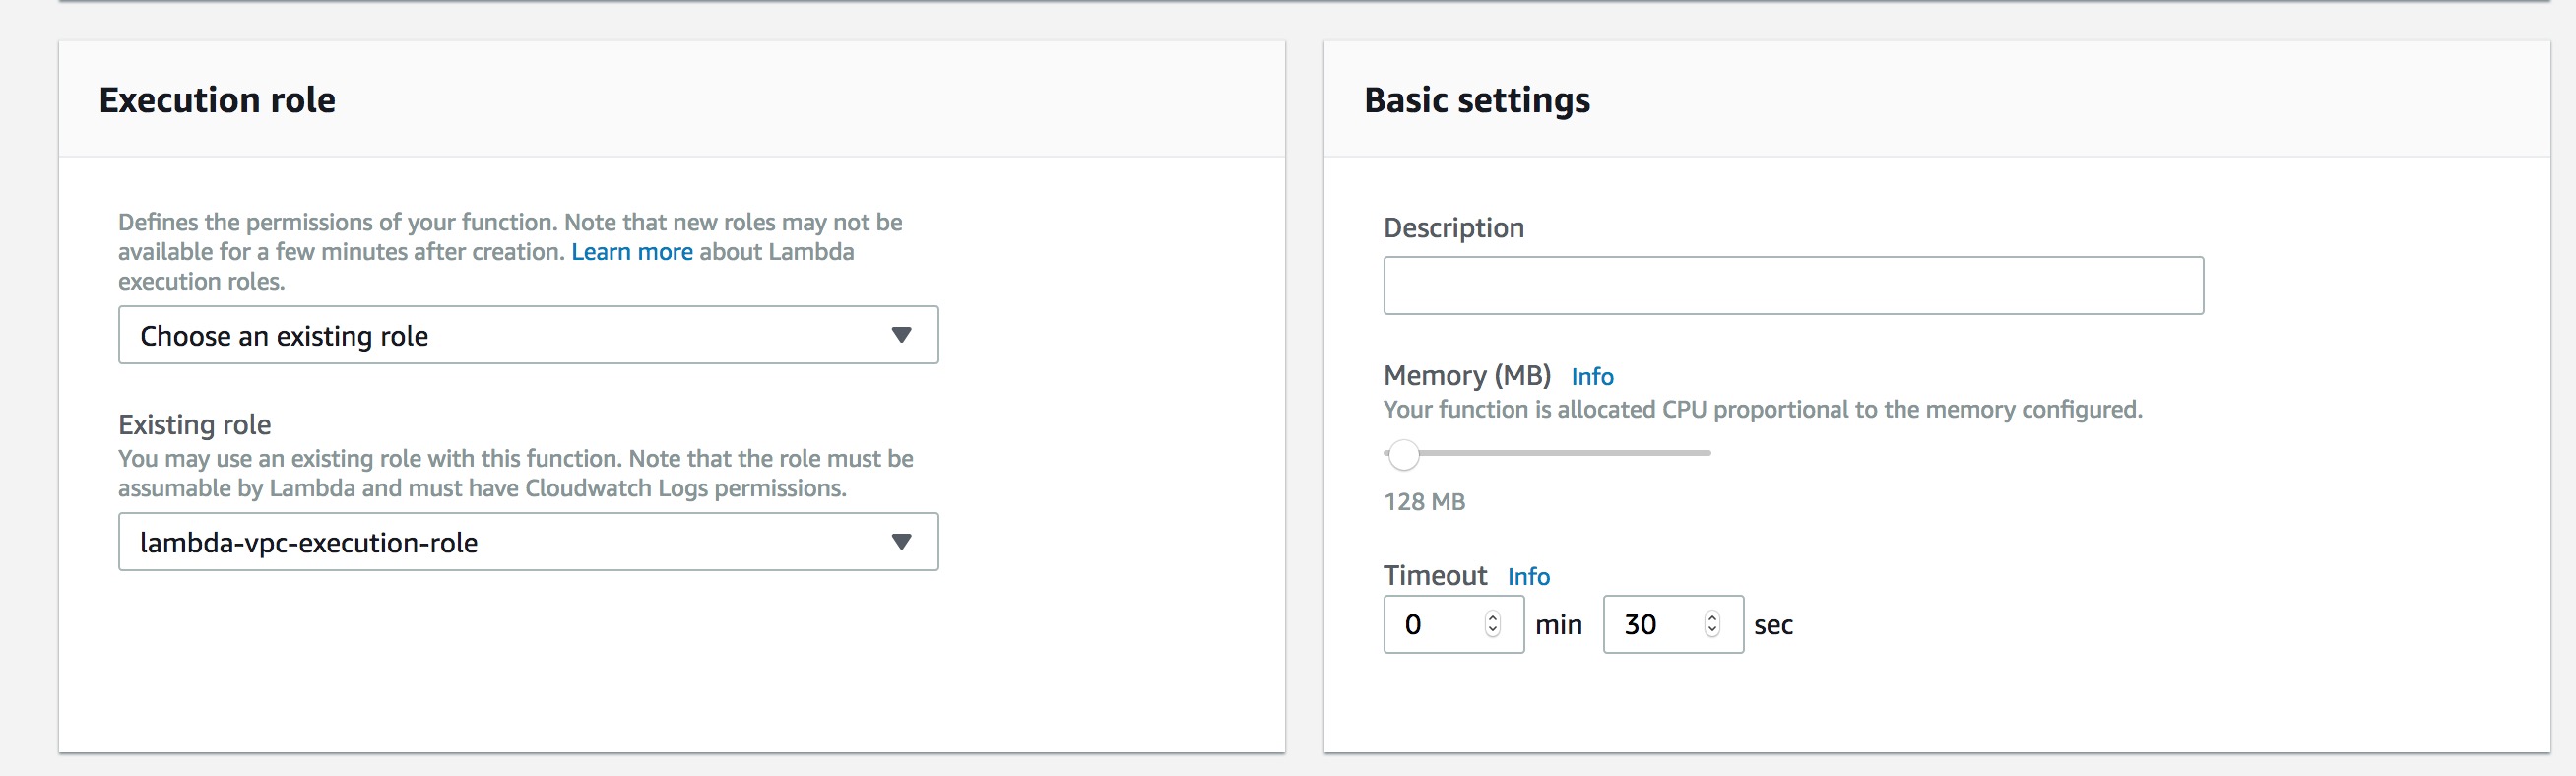 Execution role
Defines the permissions of your function. Note that new roles may not be
available for a few minutes after creation. Learn more about Lambda
execution roles.
Choose an existing role
Existing role
You may use an existing role with this function. Note that the role must be
assumable by Lambda and must have Cloudwatch Logs permissions.
lambda-vpc-execution-role
Basic settings
Description
Memory (MB) Info
Your function is allocated CPU proportional to the memory configured.
128 MB
Timeout Info
0 min 30 sec